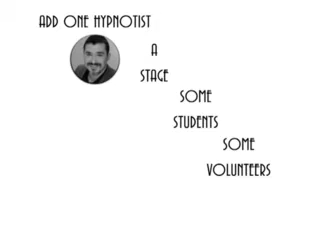 ADD ONE HYPNOTIST
A
STAGE
SOME
STUDENTS
SOME
VOLUNTEERS